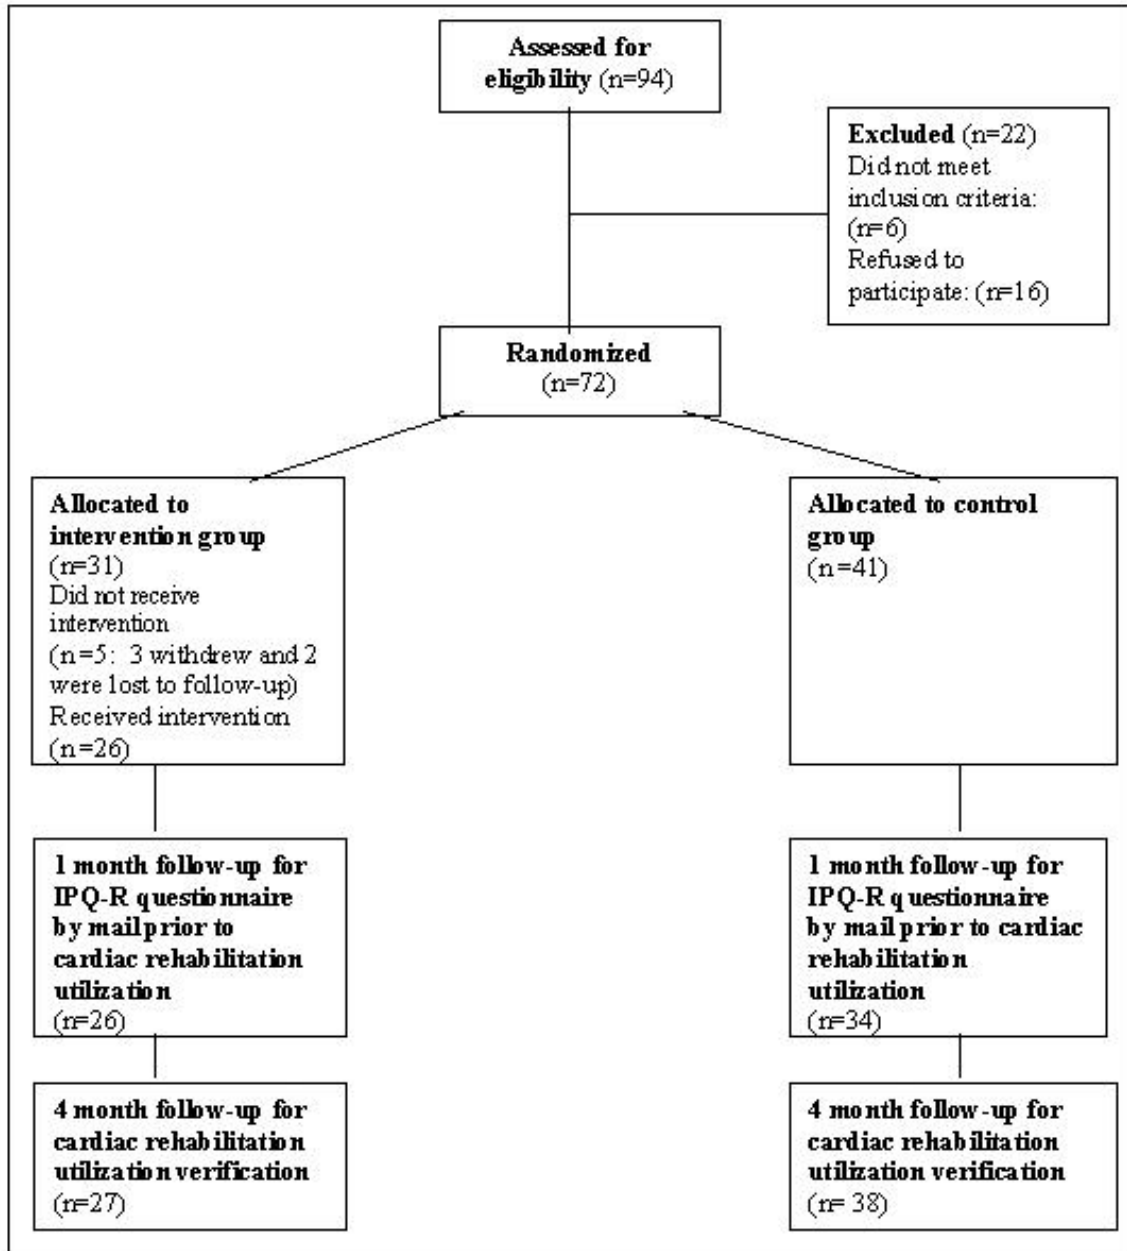 Assessed for
eligibility (n=94)
Excluded (n=22)
Did not meet
inclusion criteria:
(n=6)
Refused to
participate: (n=16)
Randomized
(n=72)
Allocated to
intervention group
(n=31)
Did not receive
intervention
(n=5: 3 withdrew and 2
were lost to follow-up)
Received intervention
(n=26)
Allocated to control
group
(n=41)
1 month follow-up for
IPQ-R questionnaire
by mail prior to
cardiac rehabilitation
utilization
(n=26)
1 month follow-up for
IPQ-R questionnaire
by mail prior to cardiac
rehabilitation
utilization
(n=34)
4 month follow-up for
cardiac rehabilitation
utilization verification
(n=27)
4 month follow-up for
cardiac rehabilitation
utilization verification
(n= 38)